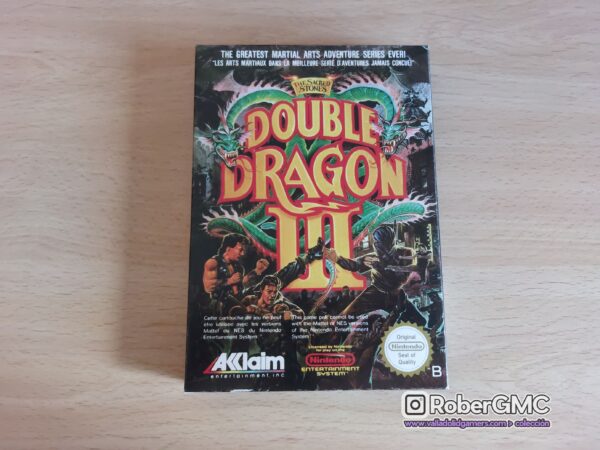 THE GREATEST MARTIAL ARTS ADVENTURE SERIES EVER!
"LES ARTS MARTIAUX DANS LA MEILLEURE SÉRIE D'AVENTURES JAMAIS CONÇUE!"
THE SACRED
STONES
DOUBLE
DRAGON
III
Cette cartouche de jeu ne peut
être utilisée avec les versions
Mattel du NES du Nintendo
Entertainment System
This game pak cannot be used
with the Mattel or NES versions
of the Nintendo Entertainment
System
Original
Nintendo
Seal of
Quality
AKKlaim
entertainment, inc.
Licensed by Nintendo
for play on the
Nintendo
ENTERTAINMENT
SYSTEM
B
RoberGMC
www.valladolidgamers.com > colección